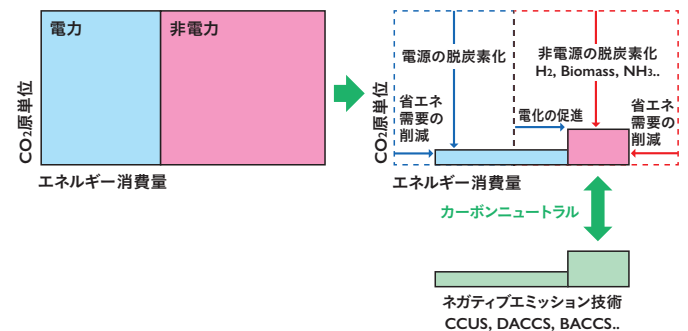 電力
非電力
CO2原単位
エネルギー消費量
電源の脱炭素化
非電源の脱炭素化
H2, Biomass, NH3..
省エネ
需要の
削減
電化の促進
省エネ
需要の
削減
CO2原単位
エネルギー消費量
カーボンニュートラル
ネガティブエミッション技術
CCUS, DACCS, BACCS..